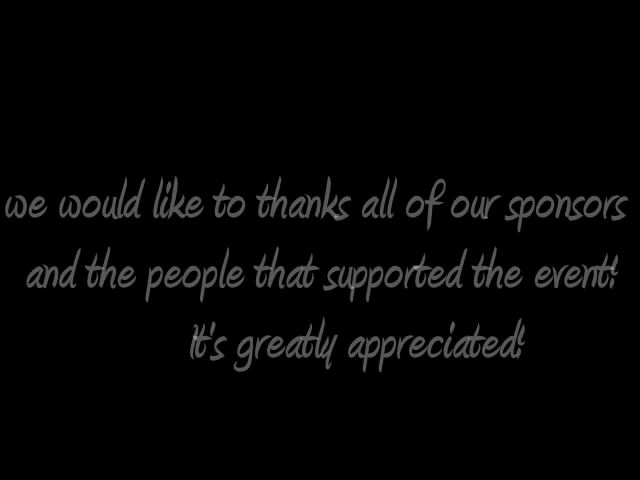 we would like to thanks all of our sponsors
and the people that supported the event!
It's greatly appreciated!